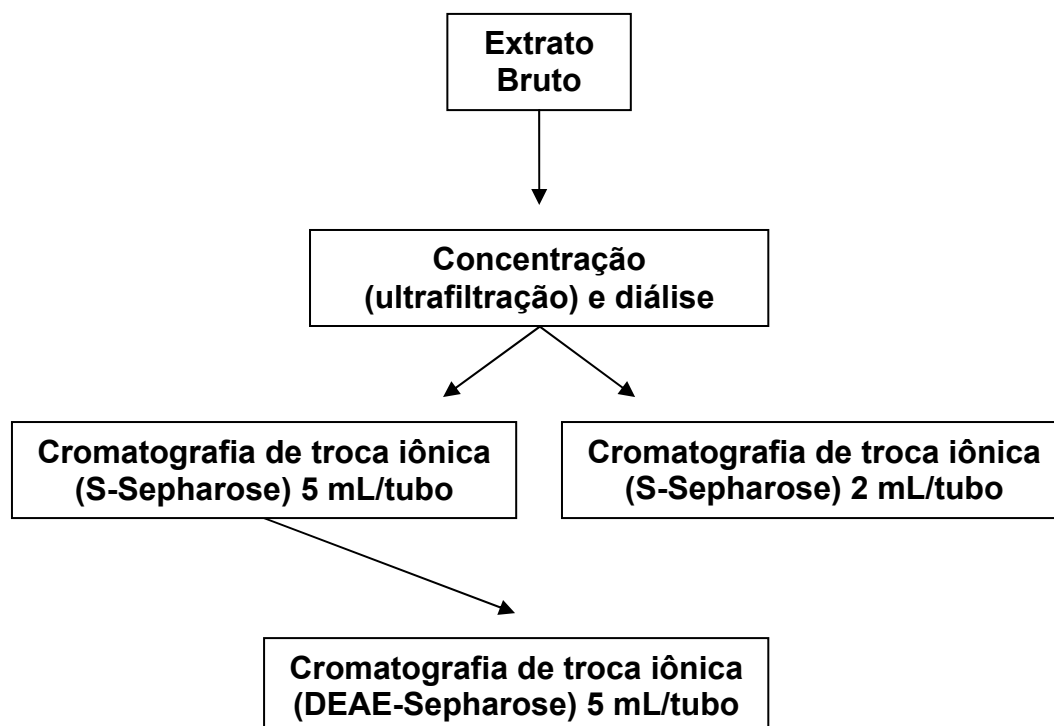 Extrato
Bruto
Concentração
(ultrafiltração) e diálise
Cromatografia de troca iônica
(S-Sepharose) 5 mL/tubo
Cromatografia de troca iônica
(S-Sepharose) 2 mL/tubo
Cromatografia de troca iônica
(DEAE-Sepharose) 5 mL/tubo